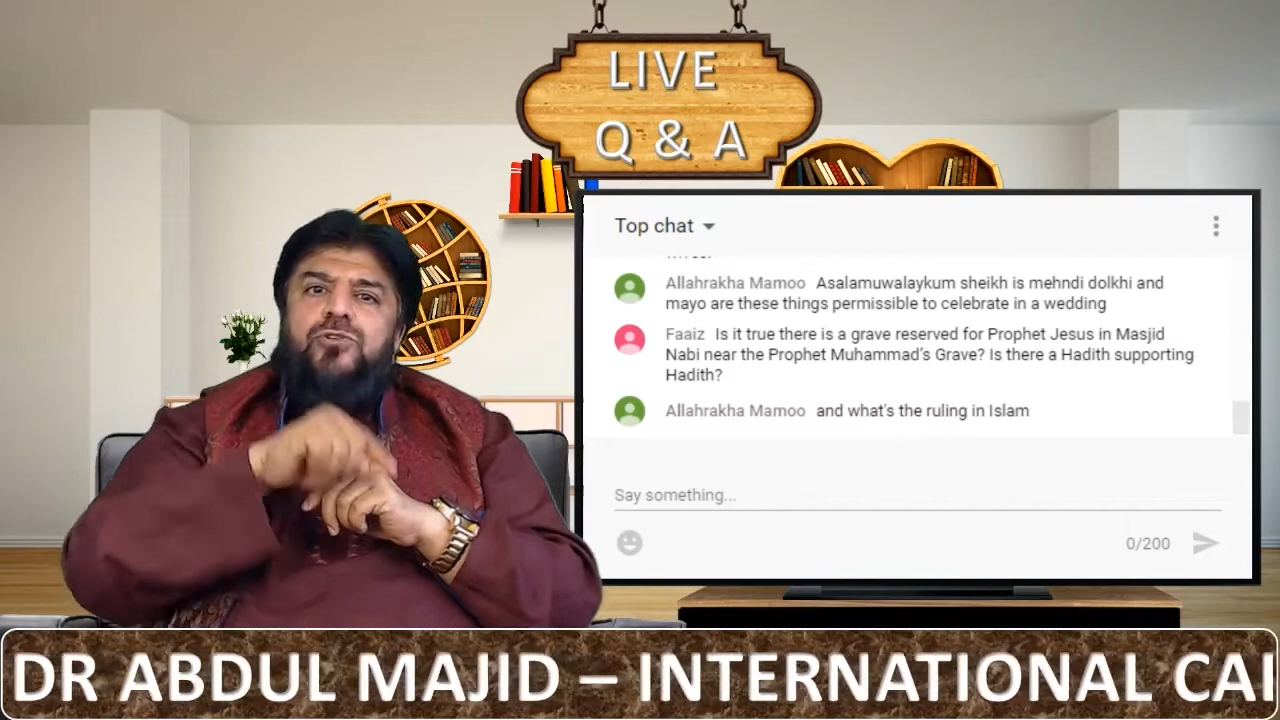 LIVE
Q & A
Top chat
Allahrakha Mamoo Asalamuwalaykum sheikh is mehndi dolkhi and
mayo are these things permissible to celebrate in a wedding
Faaiz Is it true there is a grave reserved for Prophet Jesus in Masjid
Nabi near the Prophet Muhammad's Grave? Is there a Hadith supporting
Hadith?
Allahrakha Mamoo and what's the ruling in Islam
Say something...
0/200
DR ABDUL MAJID – INTERNATIONAL CAI